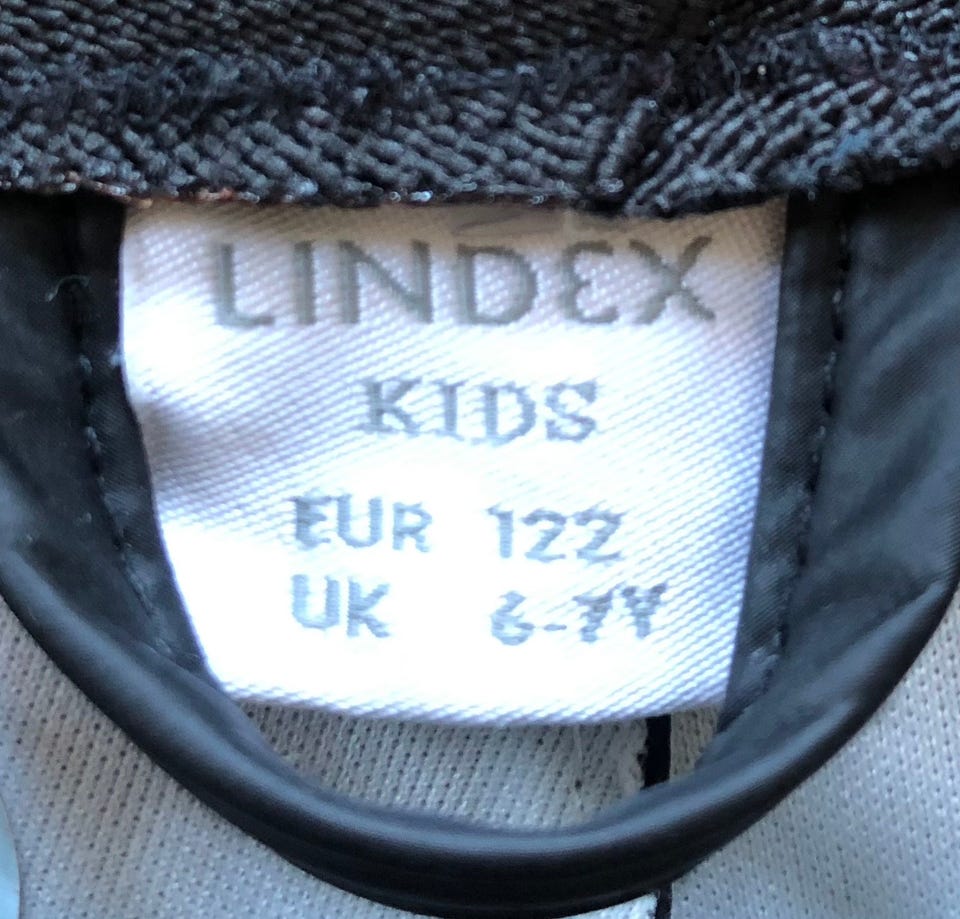 LINDEX
KIDS
EUR 122
UK 6-7Y